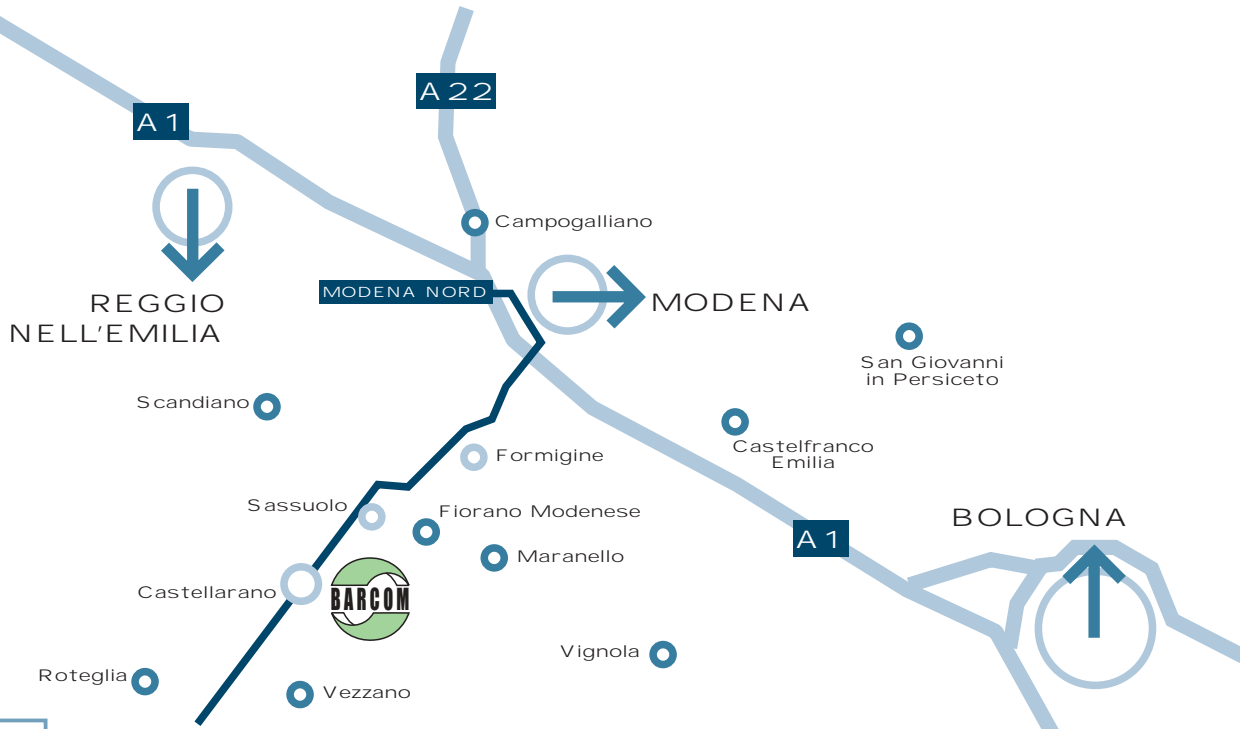 A22
A1
Campogalliano
MODENA NORD
REGGIO
NELL'EMILIA
MODENA
San Giovanni
in Persiceto
Scandiano
Castelfranco
Emilia
Formigine
Sassuolo
Fiorano Modenese
BOLOGNA
A1
Maranello
Castellarano
BARCOM
Vignola
Roteglia
Vezzano